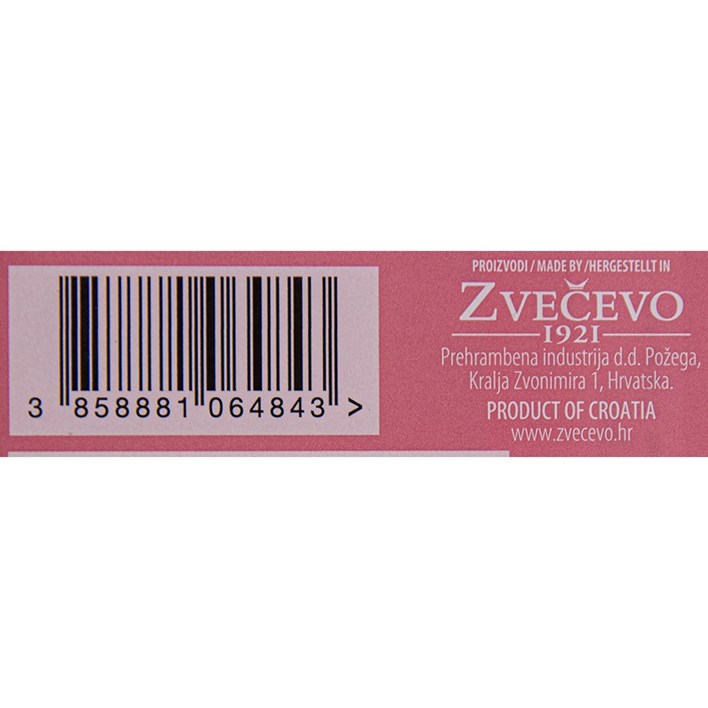 3 858881 064843 >
PROIZVODI / MADE BY /HERGESTELLT IN
ZVEČEVO
1921
Prehrambena industrija d.d. Požega,
Kralja Zvonimira 1, Hrvatska.
PRODUCT OF CROATIA
www.zvecevo.hr